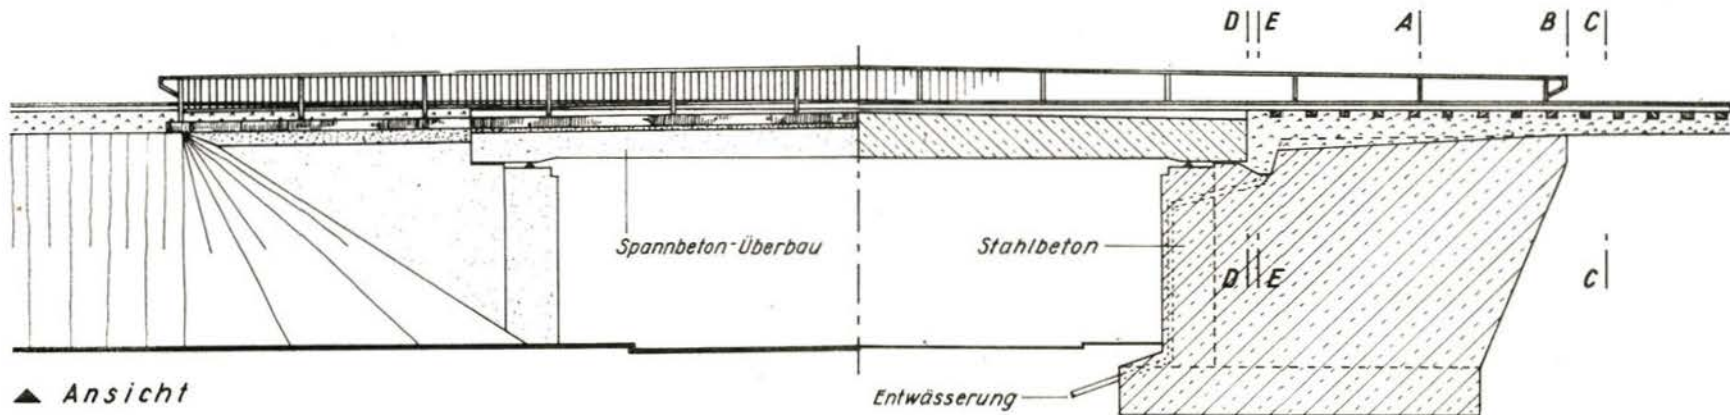 D E A B C
Spannbeton-Überbau
Stahlbeton
D E C
Entwässerung
▲ Ansicht